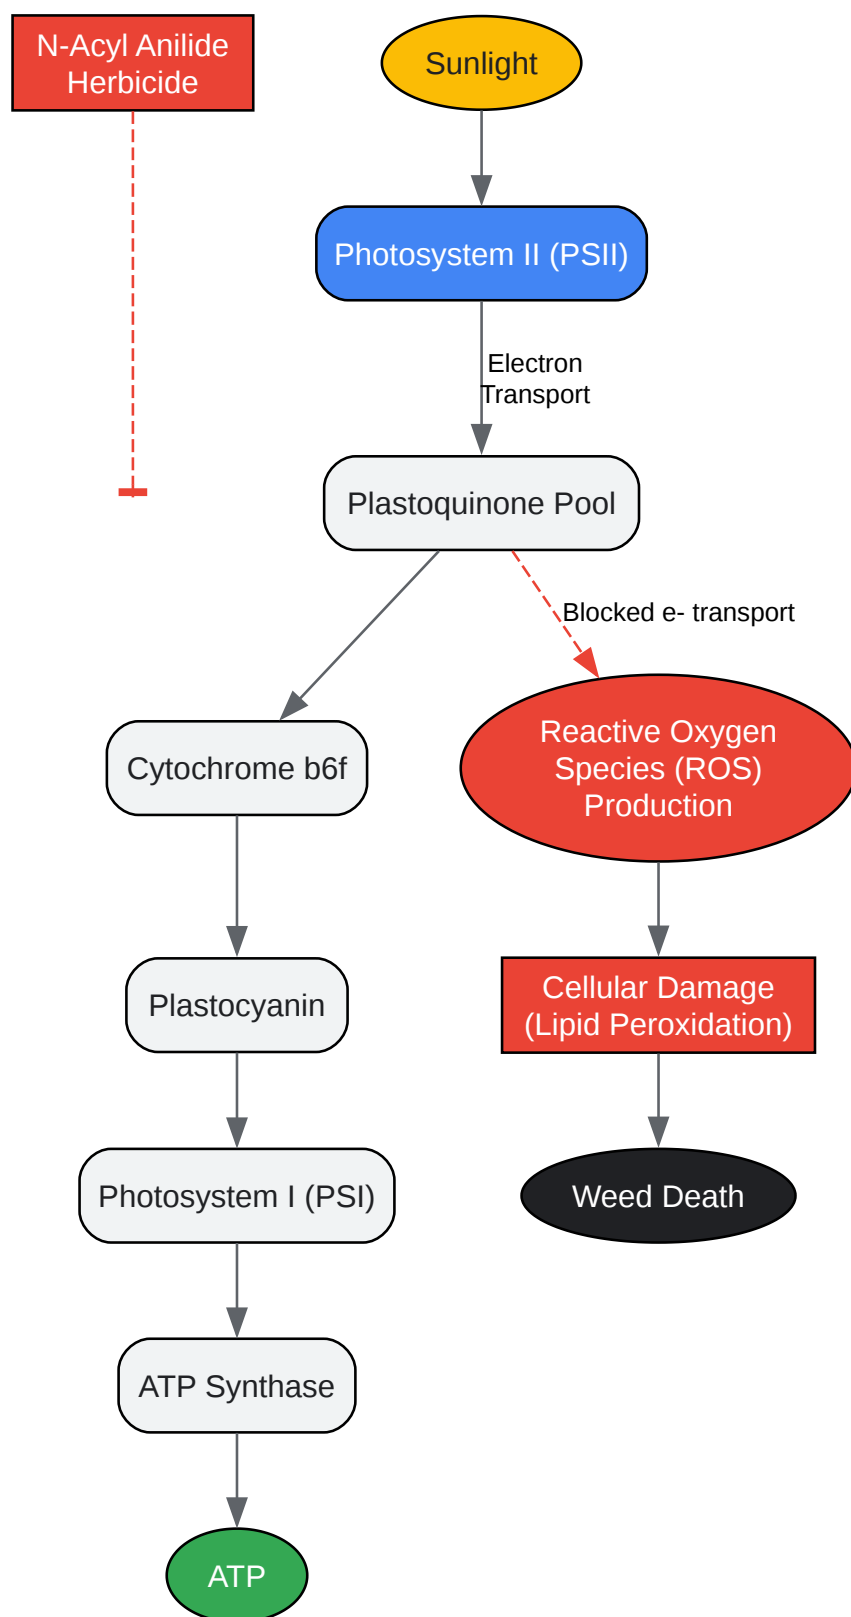 N-Acyl Anilide
Herbicide
Sunlight
Photosystem II (PSII)
Electron
Transport
Plastoquinone Pool
Blocked e- transport
Cytochrome b6f
Reactive Oxygen
Species (ROS)
Production
Plastocyanin
Cellular Damage
(Lipid Peroxidation)
Photosystem I (PSI)
Weed Death
ATP Synthase
ATP